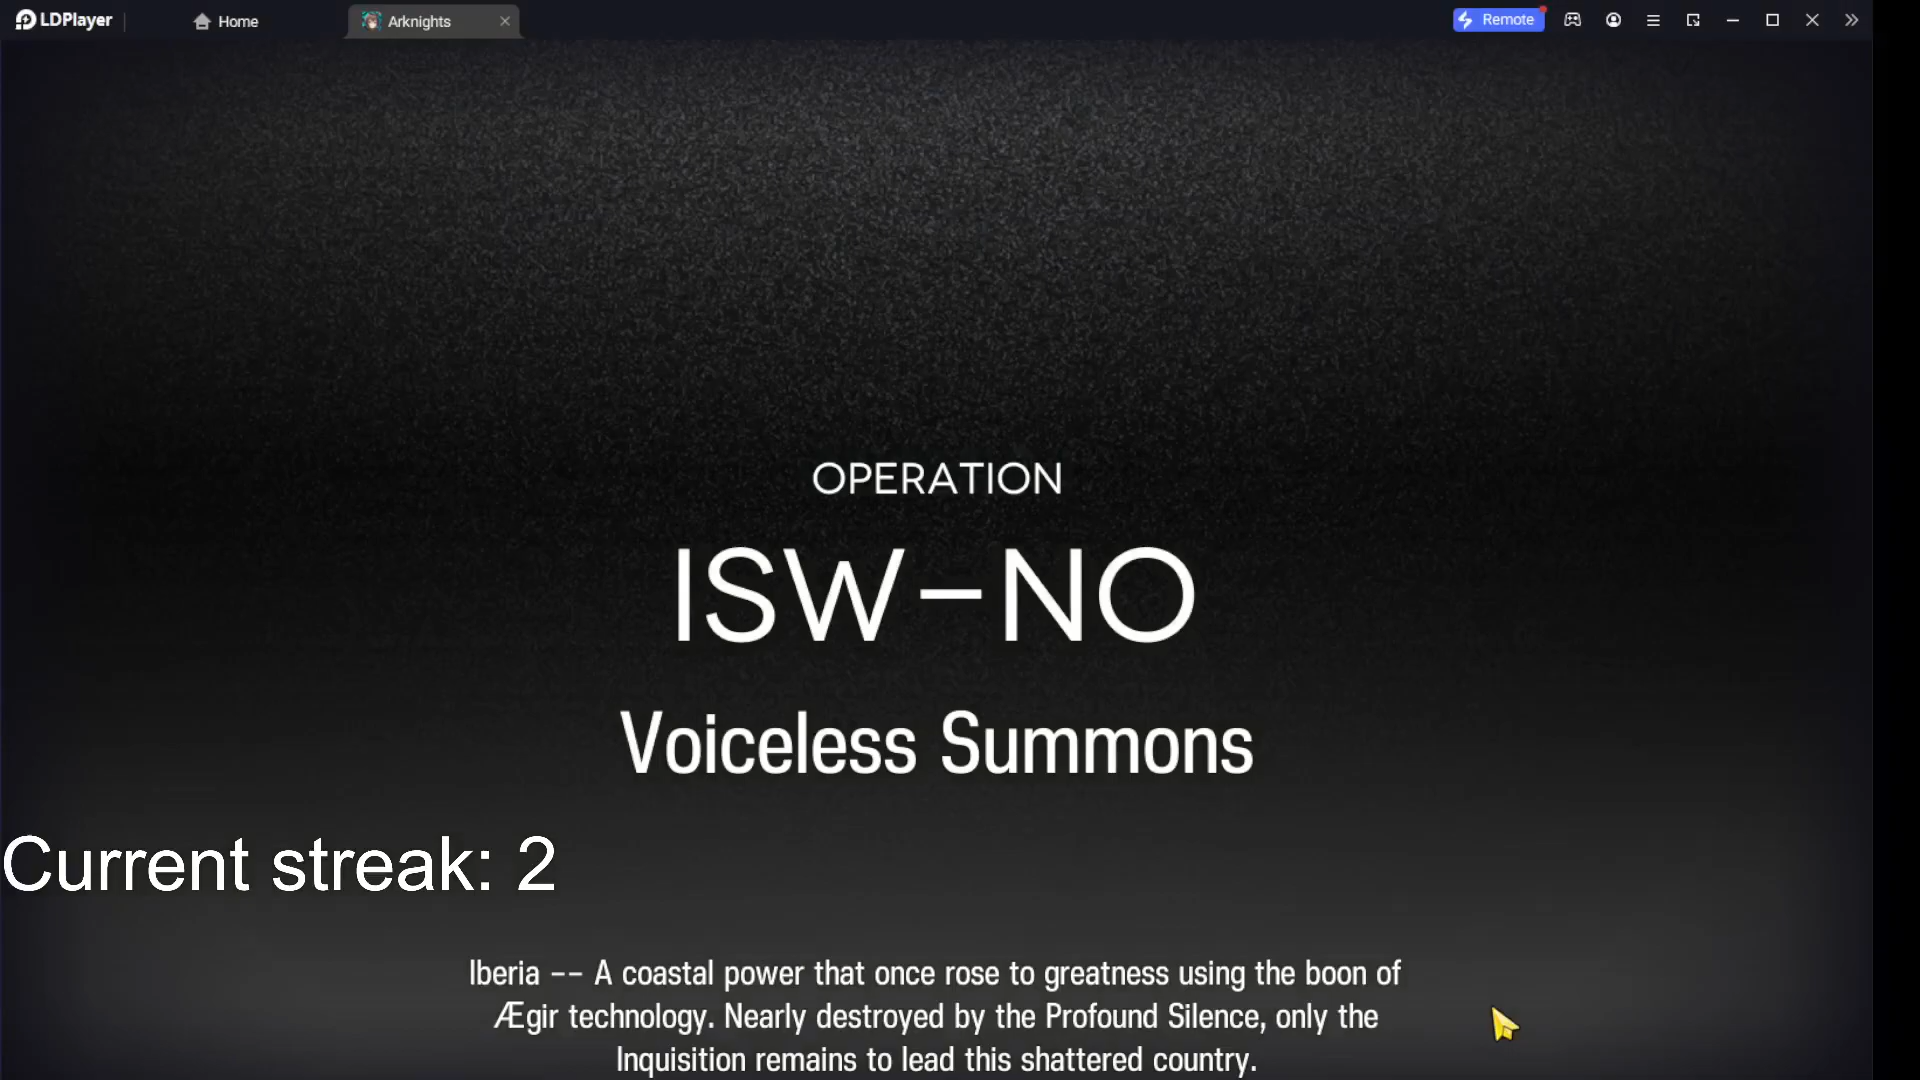 LDPlayer
Home
Arknights
Remote
OPERATION
ISW-NO
Voiceless Summons
Current streak: 2
Iberia -- A coastal power that once rose to greatness using the boon of
Ægir technology. Nearly destroyed by the Profound Silence, only the
Inquisition remains to lead this shattered country.